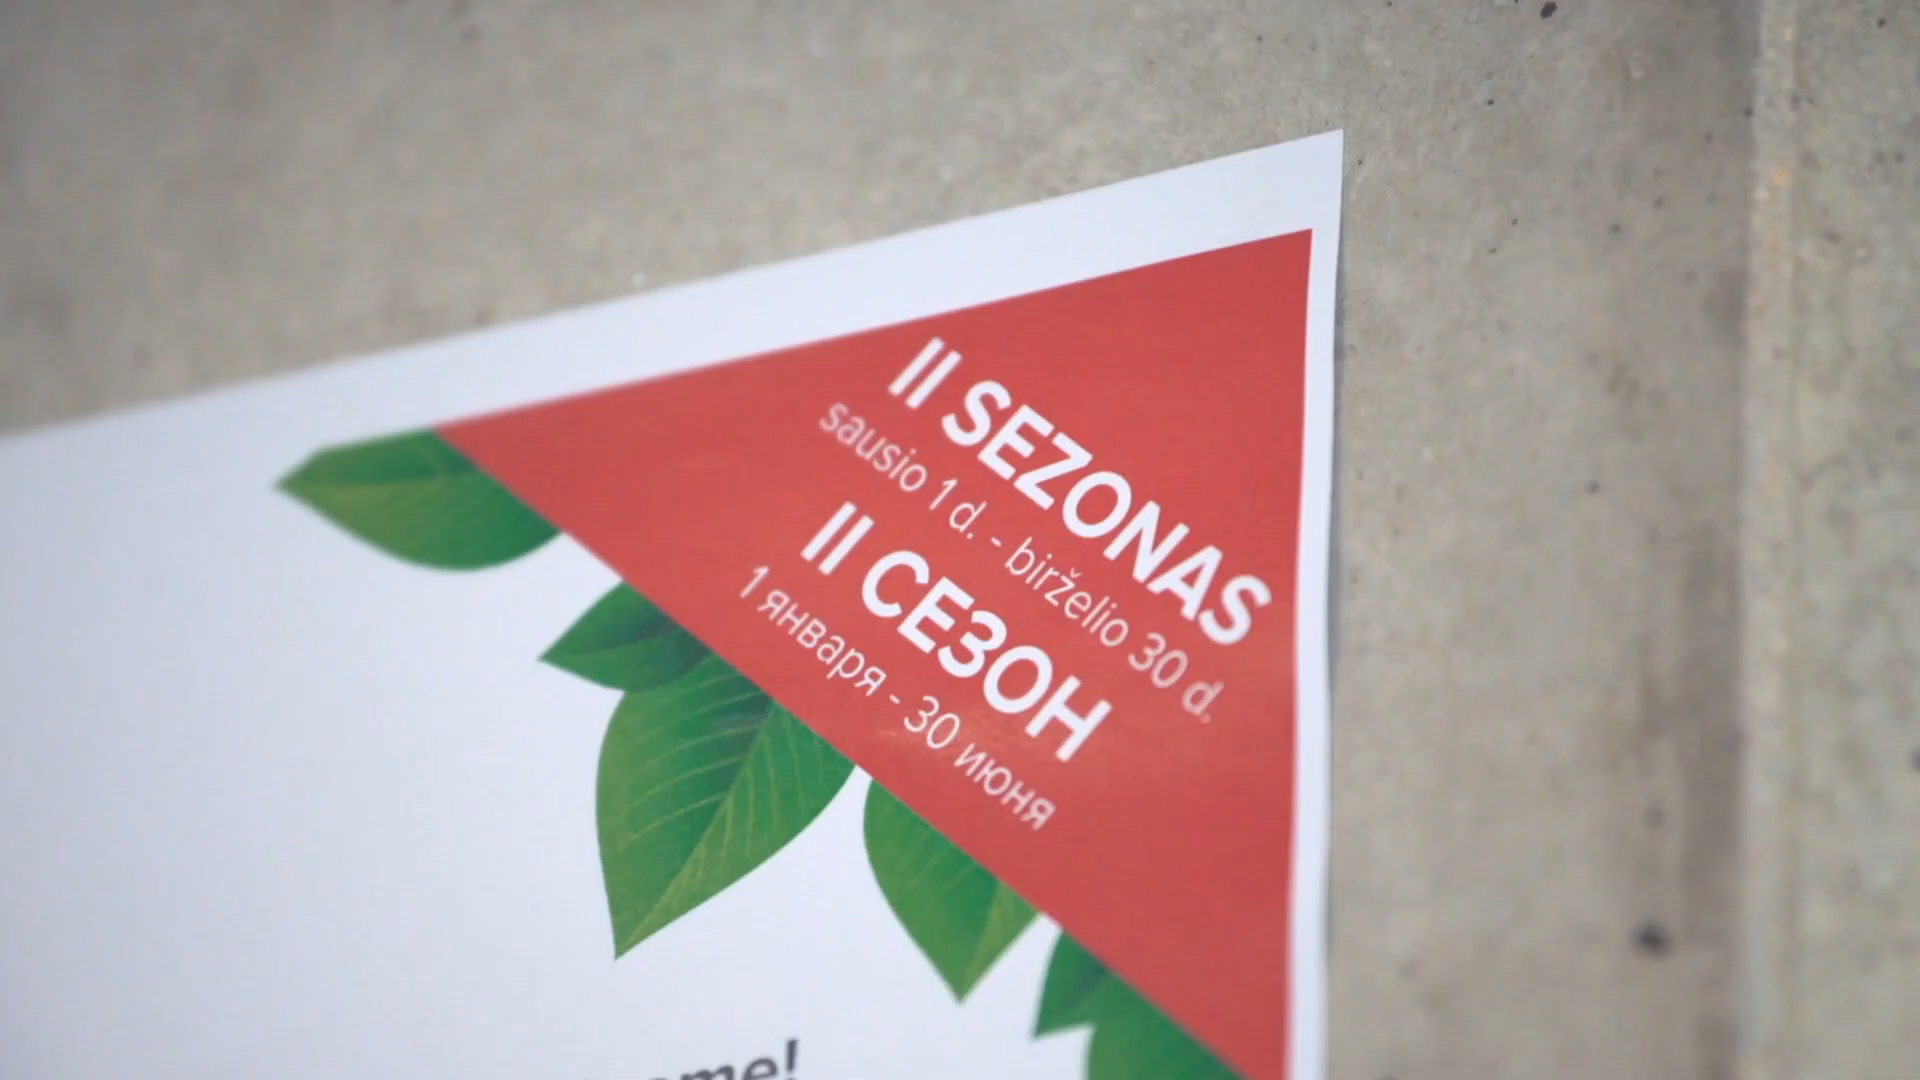 II SEZONAS
sausio 1 d. - birželio 30 d.
II СЕЗОН
1 января - 30 июня